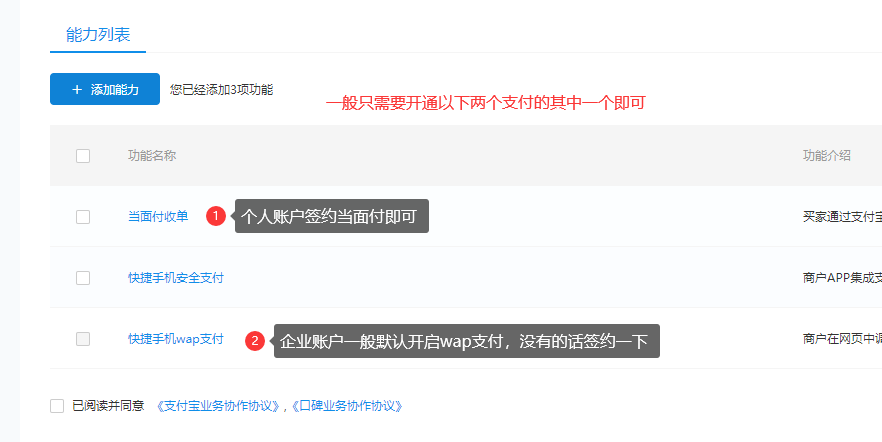 能力列表
+ 添加能力 您已经添加3项功能
一般只需要开通以下两个支付的其中一个即可
功能名称 功能介绍
当面付收单 1 个人账户签约当面付即可 买家通过支付宝
快捷手机安全支付 商户APP集成支
快捷手机wap支付 2 企业账户一般默认开启wap支付，没有的话签约一下 商户在网页中调
已阅读并同意 《支付宝业务协作协议》,《口碑业务协作协议》